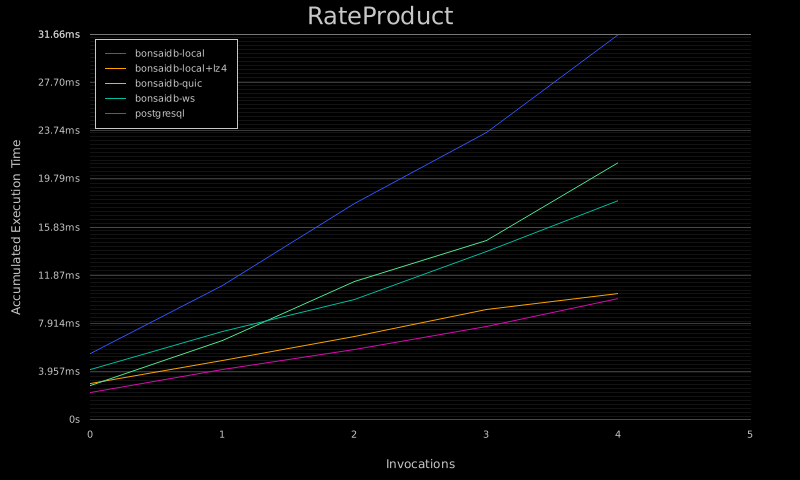 RateProduct
31.66ms
27.70ms
23.74ms
19.79ms
15.83ms
11.87ms
7.914ms
3.957ms
0s
Accumulated Execution Time
bonsaidb-local
bonsaidb-local+lz4
bonsaidb-quic
bonsaidb-ws
postgresql
0 1 2 3 4 5
Invocations